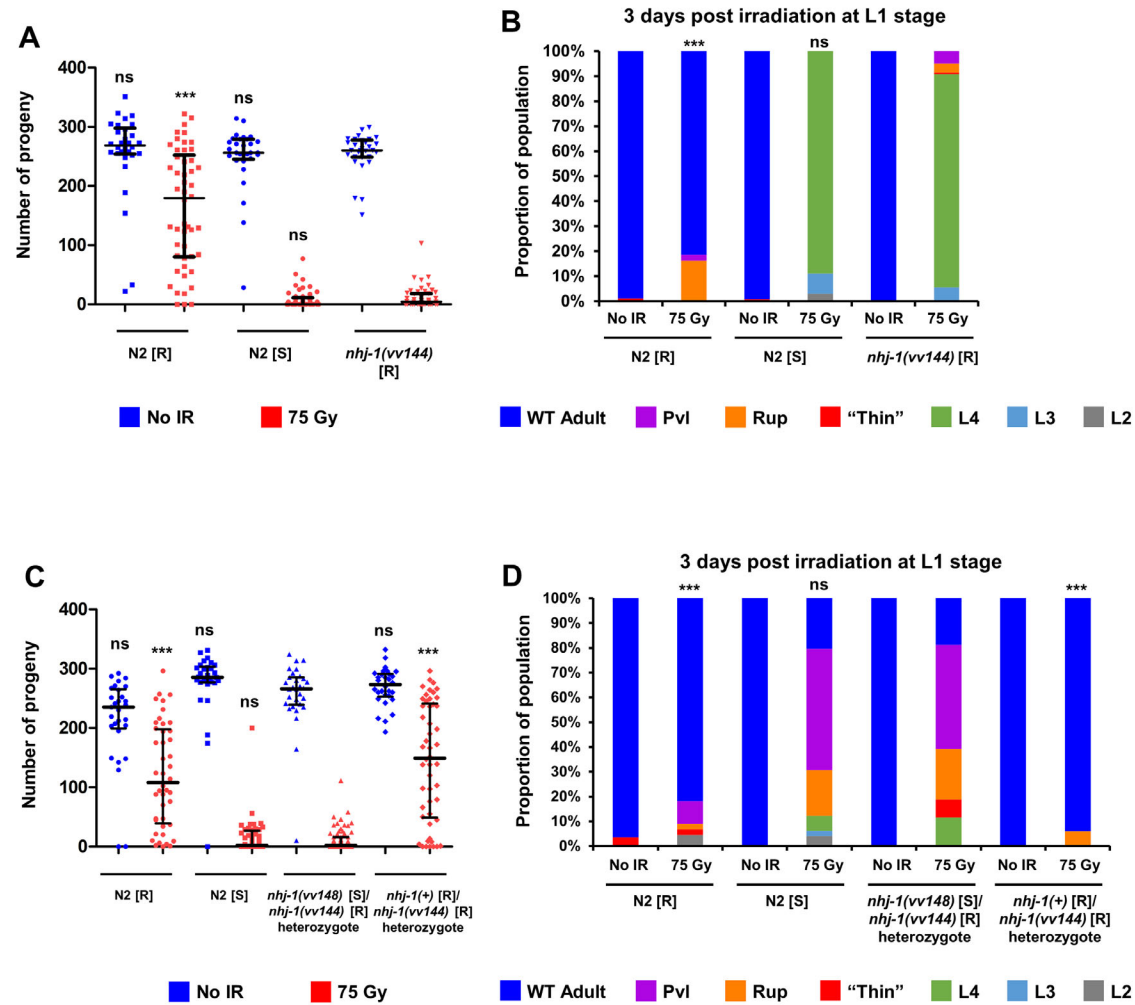 A
Number of progeny
400
300
200
100
0
ns
***
ns
ns
N2 [R]
N2 [S]
nhj-1(vv144)
[R]
No IR
75 Gy
B
3 days post irradiation at L1 stage
Proportion of population
100%
90%
80%
70%
60%
50%
40%
30%
20%
10%
0%
***
ns
No IR
75 Gy
No IR
75 Gy
No IR
75 Gy
N2 [R]
N2 [S]
nhj-1(vv144) [R]
WT Adult
Pvl
Rup
“Thin”
L4
L3
L2
C
Number of progeny
400
300
200
100
0
ns
***
ns
ns
ns
***
N2 [R]
N2 [S]
nhj-1(vv148) [S]/
nhj-1(vv144) [R]
heterozygote
nhj-1(+) [R]/
nhj-1(vv144) [R]
heterozygote
No IR
75 Gy
D
3 days post irradiation at L1 stage
Proportion of population
100%
90%
80%
70%
60%
50%
40%
30%
20%
10%
0%
***
ns
***
No IR
75 Gy
No IR
75 Gy
No IR
75 Gy
No IR
75 Gy
N2 [R]
N2 [S]
nhj-1(vv148) [S]/
nhj-1(vv144) [R]
heterozygote
nhj-1(+) [R]/
nhj-1(vv144) [R]
heterozygote
WT Adult
Pvl
Rup
“Thin”
L4
L3
L2